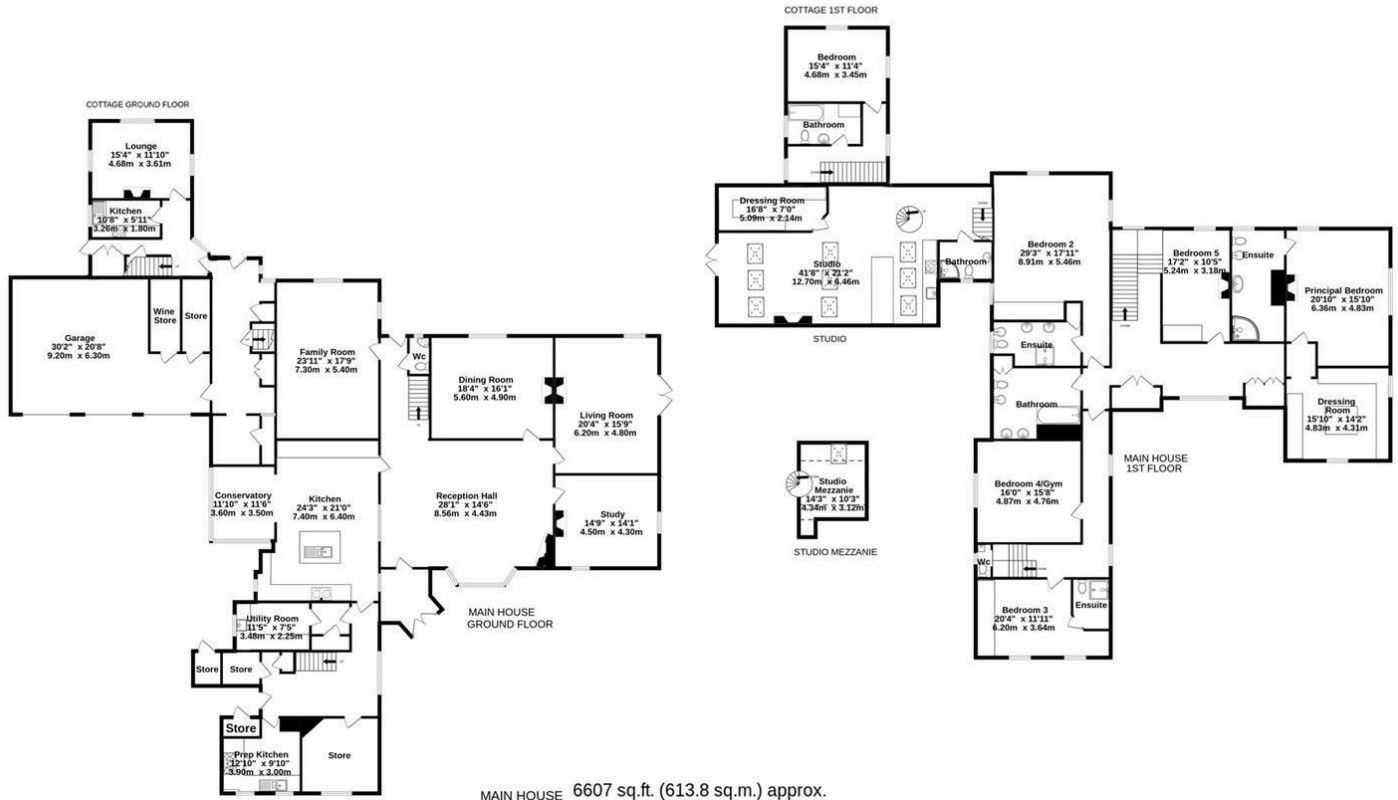 COTTAGE 1ST FLOOR
Bedroom
15'4" x 11'4"
4.68m x 3.45m
Bathroom
COTTAGE GROUND FLOOR
Lounge
15'4" x 11'10"
4.68m x 3.61m
Kitchen
10'8" x 5'11"
3.26m x 1.80m
Garage
30'2" x 20'8"
9.20m x 6.30m
Wine
Store
Store
Family Room
23'11" x 17'9"
7.30m x 5.40m
Wc
Dining Room
18'4" x 16'1"
5.60m x 4.90m
Living Room
20'4" x 15'9"
6.20m x 4.80m
Conservatory
11'10" x 11'6"
3.60m x 3.50m
Kitchen
24'3" x 21'0"
7.40m x 6.40m
Reception Hall
28'1" x 14'6"
8.56m x 4.43m
Study
14'9" x 14'1"
4.50m x 4.30m
MAIN HOUSE
GROUND FLOOR
Utility Room
11'5" x 7'5"
3.48m x 2.25m
Store
Store
Store
Prep Kitchen
12'10" x 9'10"
3.90m x 3.00m
Store
Dressing Room
16'8" x 7'0"
5.09m x 2.14m
Studio
41'8" x 21'2"
12.70m x 6.46m
Bathroom
STUDIO
Studio
Mezzanie
14'3" x 10'3"
4.34m x 3.12m
STUDIO MEZZANIE
Bedroom 2
29'3" x 17'11"
8.91m x 5.46m
Bedroom 5
17'2" x 10'5"
5.24m x 3.18m
Ensuite
Principal Bedroom
20'10" x 15'10"
6.36m x 4.83m
Ensuite
Bathroom
Dressing
Room
15'10" x 14'2"
4.83m x 4.31m
MAIN HOUSE
1ST FLOOR
Bedroom 4/Gym
16'0" x 15'8"
4.87m x 4.76m
Wc
Bedroom 3
20'4" x 11'11"
6.20m x 3.64m
Ensuite
MAIN HOUSE 6607 sq.ft. (613.8 sq.m.) approx.